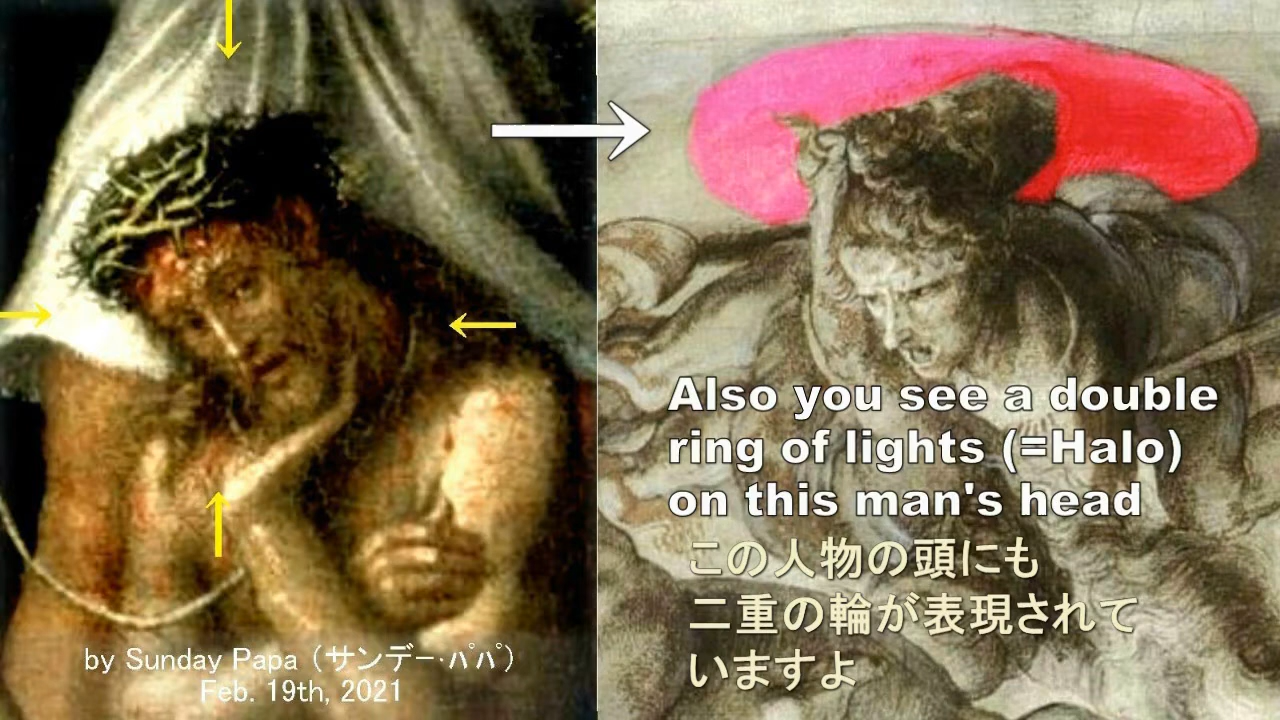 Also you see a double
ring of lights (=Halo)
on this man's head
この人物の頭にも
二重の輪が表現されて
いますよ
by Sunday Papa (サンデー・パパ)
Feb. 19th, 2021